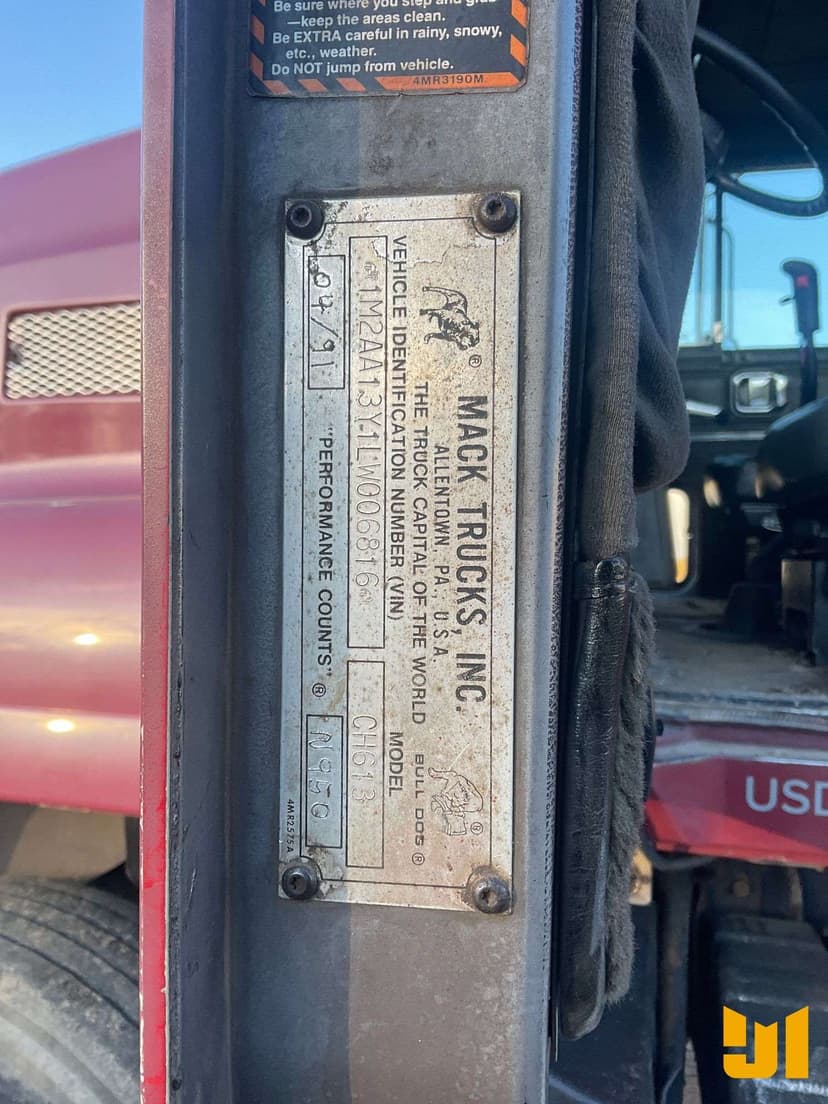 Be sure where you step and grab
—keep the areas clean.
Be EXTRA careful in rainy, snowy,
etc., weather.
Do NOT jump from vehicle.
4MR3190M
MACK TRUCKS, INC.
ALLENTOWN, PA., U.S.A.
THE TRUCK CAPITAL OF THE WORLD
BULL DOG ®
VEHICLE IDENTIFICATION NUMBER (VIN)
MODEL
1M2AA13Y1LW006816
CH613
04/91
"PERFORMANCE COUNTS" ®
N950
4MR2575A
USD